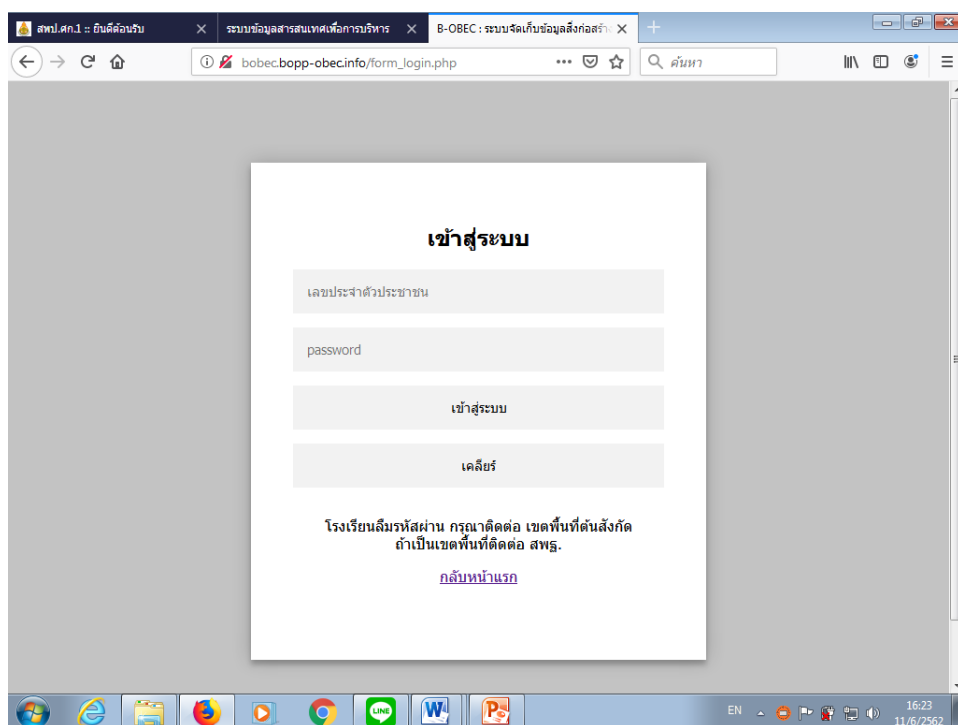 สพป.ศก.1 :: ยินดีต้อนรับ
ระบบข้อมูลสารสนเทศเพื่อการบริหาร
B-OBEC : ระบบจัดเก็บข้อมูลสิ่งก่อสร้าง
bobec.bopp-obec.info/form_login.php
ค้นหา
เข้าสู่ระบบ
เลขประจำตัวประชาชน
password
เข้าสู่ระบบ
เคลียร์
โรงเรียนลืมรหัสผ่าน กรุณาติดต่อ เขตพื้นที่ต้นสังกัด
ถ้าเป็นเขตพื้นที่ติดต่อ สพฐ.
กลับหน้าแรก
LINE
EN
16:23
11/6/2562